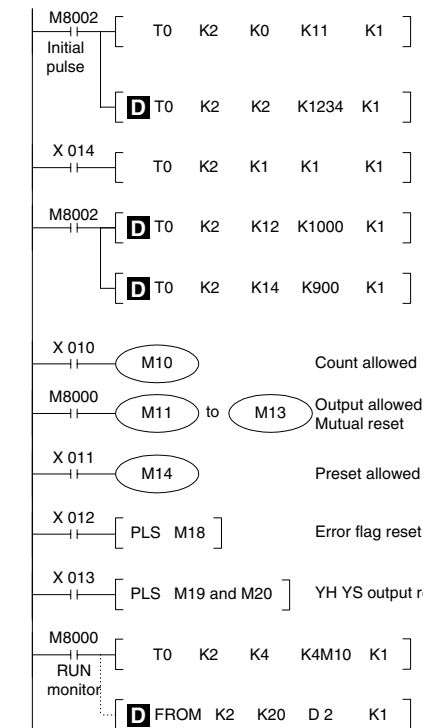 M8002 T0 K2 K0 K11 K1
Initial
pulse
D T0 K2 K2 K1234 K1
X 014 T0 K2 K1 K1 K1
M8002 D T0 K2 K12 K1000 K1
D T0 K2 K14 K900 K1
X 010 M10 Count allowed
M8000 M11 to M13 Output allowed
Mutual reset
X 011 M14 Preset allowed
X 012 PLS M18 Error flag reset
X 013 PLS M19 and M20 YH YS output
M8000 T0 K2 K4 K4M10 K1
RUN
monitor
D FROM K2 K20 D 2 K1